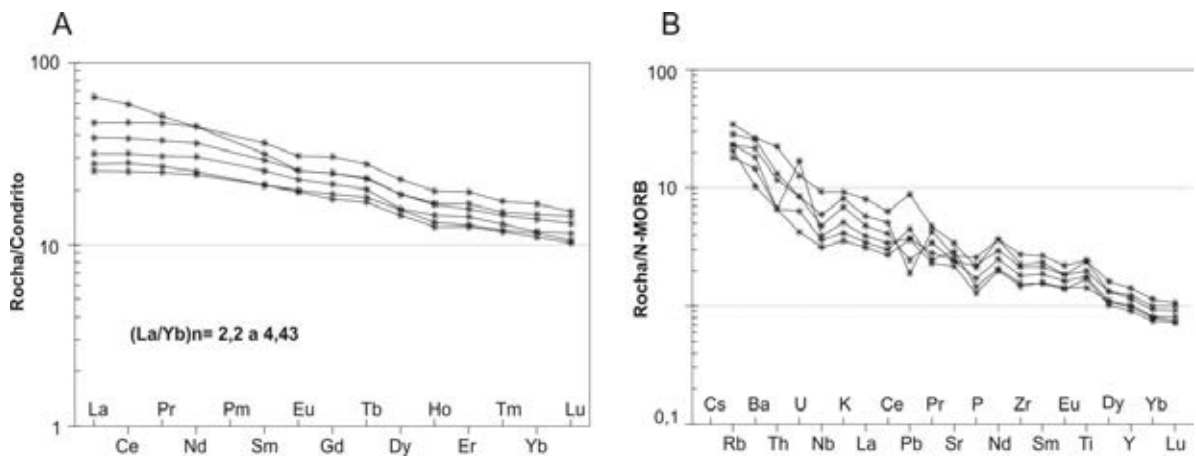 A
100
10
1
Rocha/Condrito
(La/Yb)n= 2,2 a 4,43
La Pr Pm Eu Tb Ho Tm Lu
Ce Nd Sm Gd Dy Er Yb
B
100
10
1
0,1
Rocha/N-MORB
Cs Ba U K Ce Pr P Zr Eu Dy Yb
Rb Th Nb La Pb Sr Nd Sm Ti Y Lu